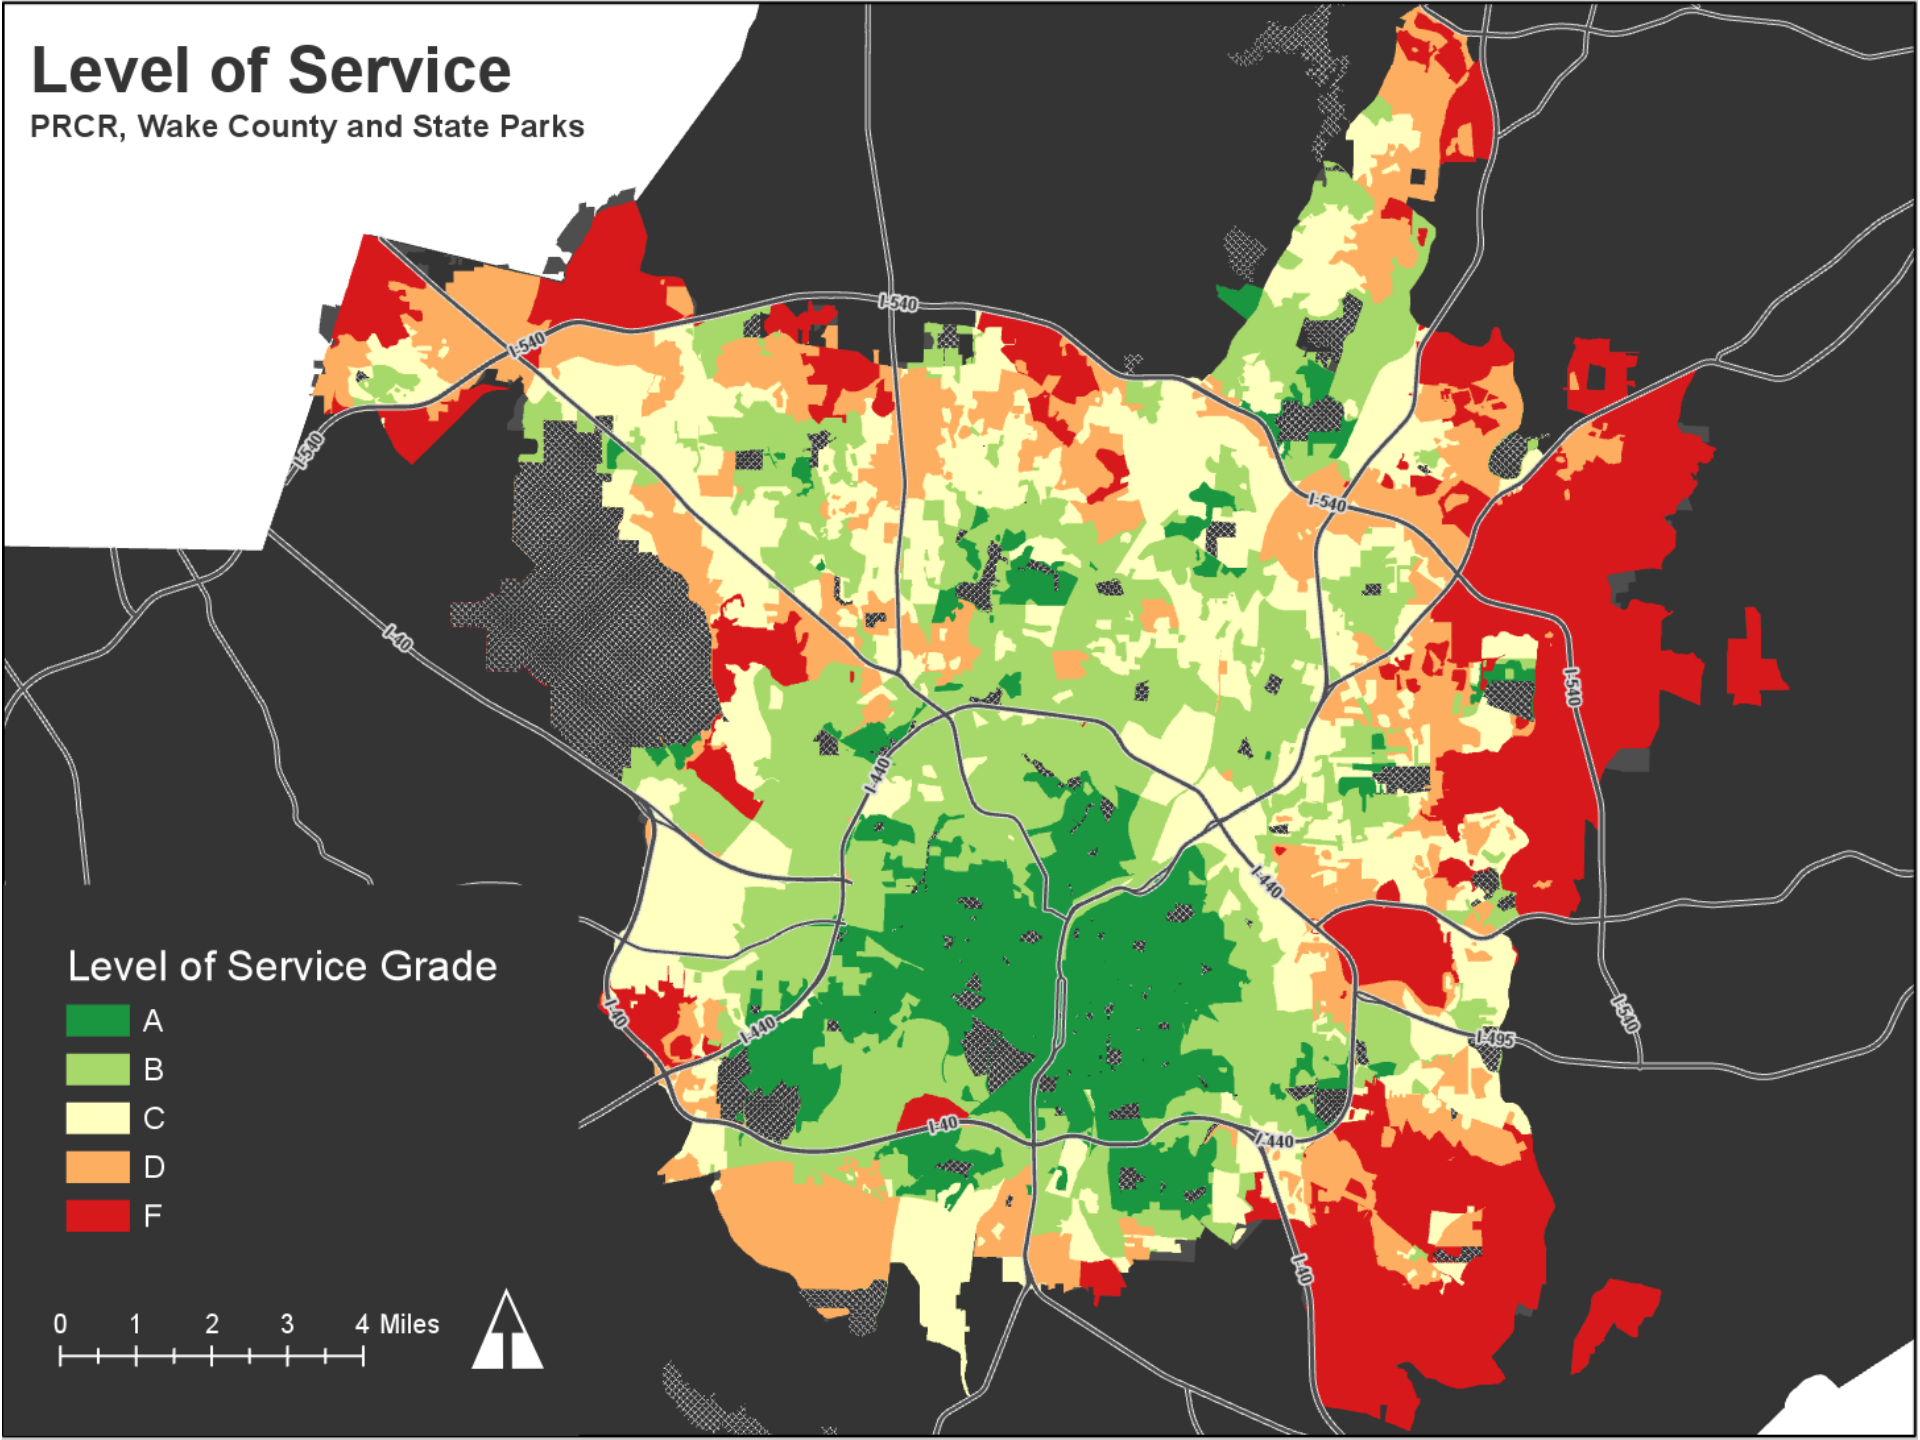 Level of Service
PRCR, Wake County and State Parks
I-540
I-540
I-540
I-540
I-40
I-540
I-440
I-440
I-40
I-440
I-540
I-495
I-40
I-440
I-40
Level of Service Grade
A
B
C
D
F
0 1 2 3 4 Miles